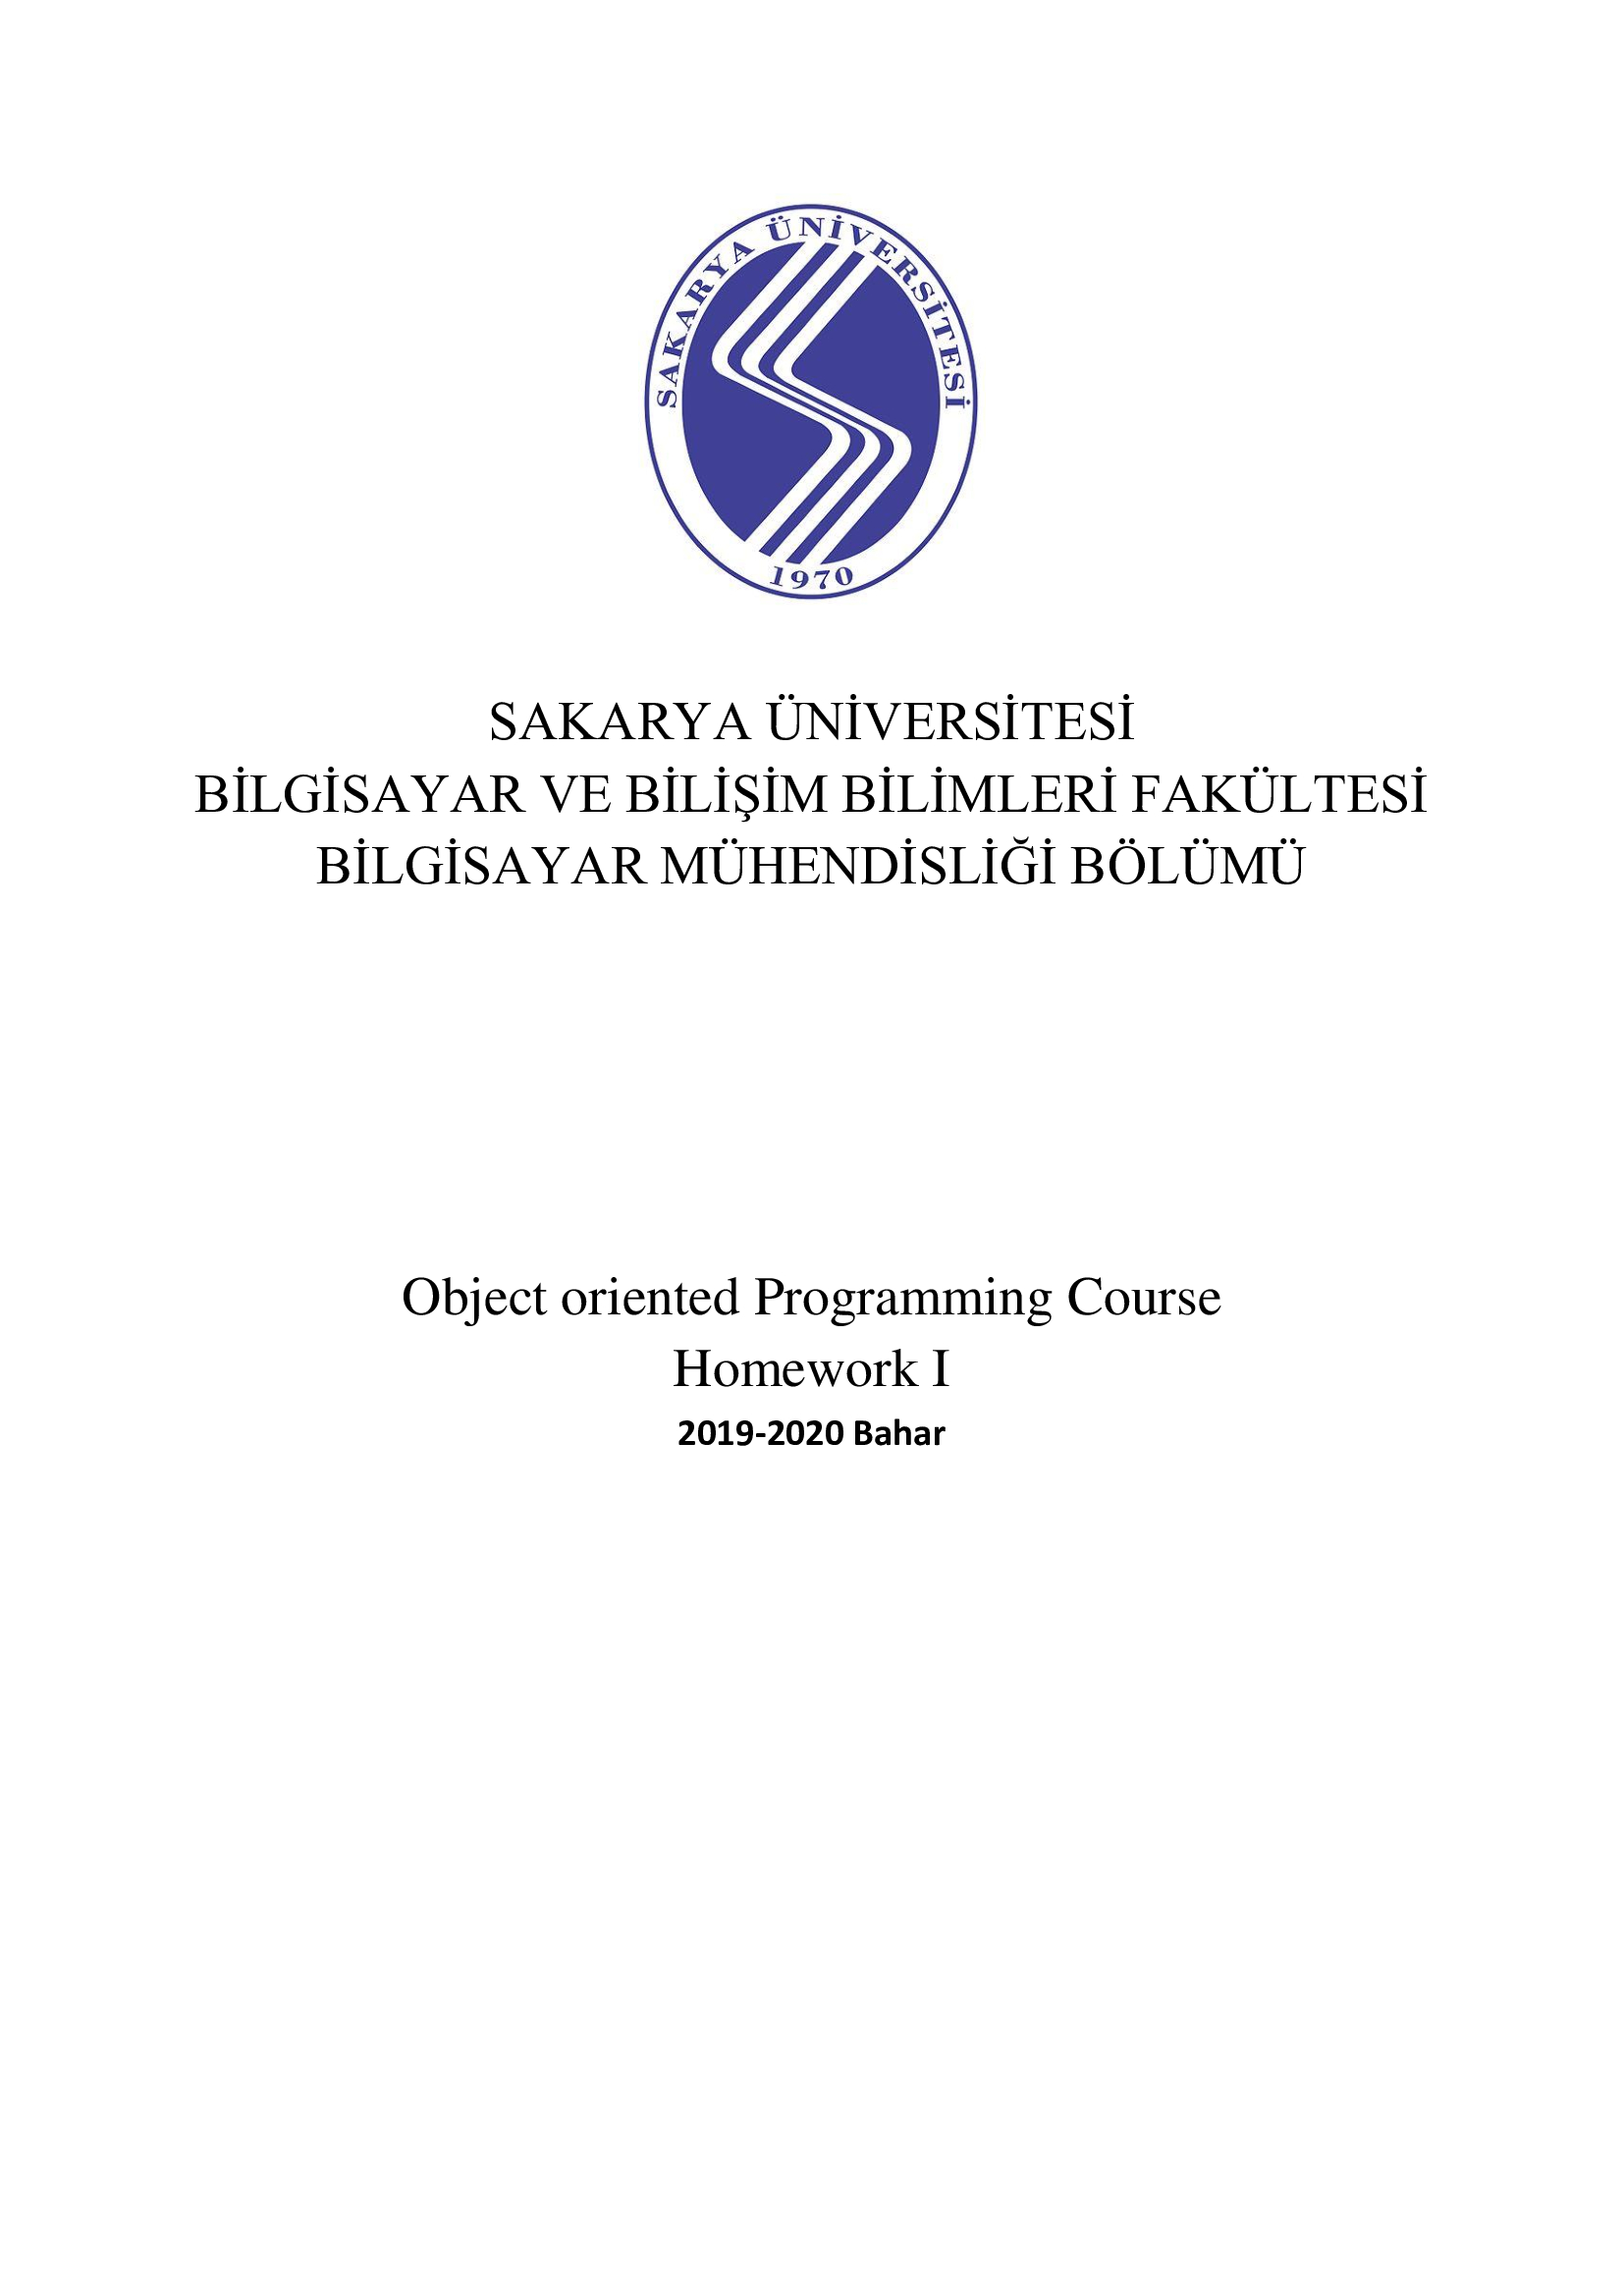 SAKARYA ÜNİVERSİTESİ
1970
SAKARYA ÜNİVERSİTESİ
BİLGİSAYAR VE BİLİŞİM BİLİMLERİ FAKÜLTESİ
BİLGİSAYAR MÜHENDİSLİĞİ BÖLÜMÜ
Object oriented Programming Course
Homework I
2019-2020 Bahar